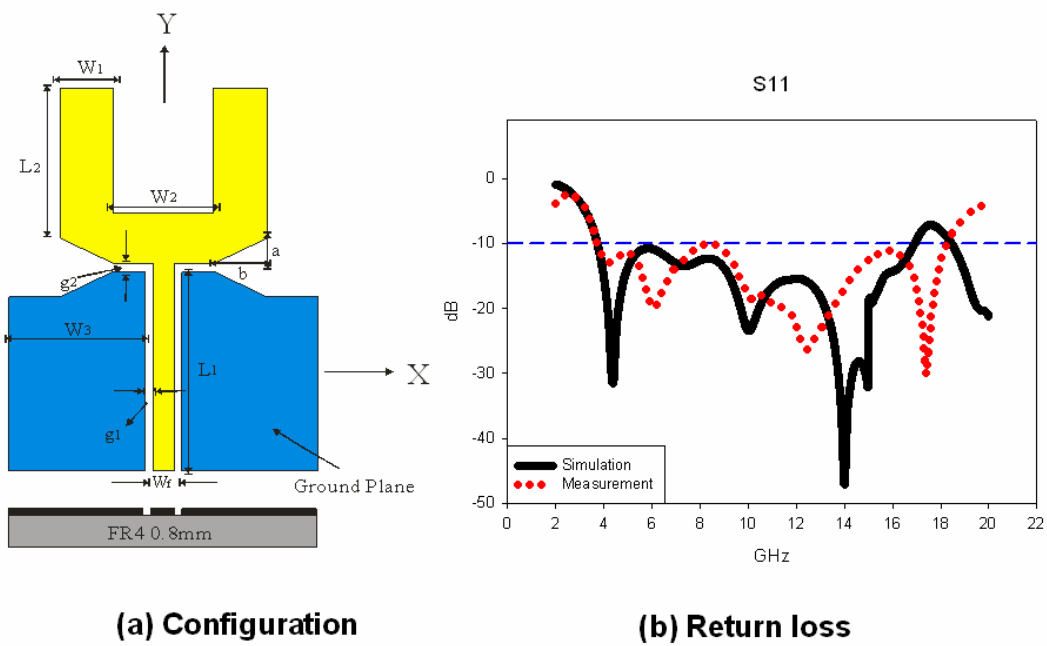 Y
W1
L2
W2
a
b
g2
W3
L1
X
g1
Wf
Ground Plane
FR4 0.8mm
(a) Configuration
S11
0
-10
-20
-30
-40
-50
dB
Simulation
Measurement
0 2 4 6 8 10 12 14 16 18 20 22
GHz
(b) Return loss